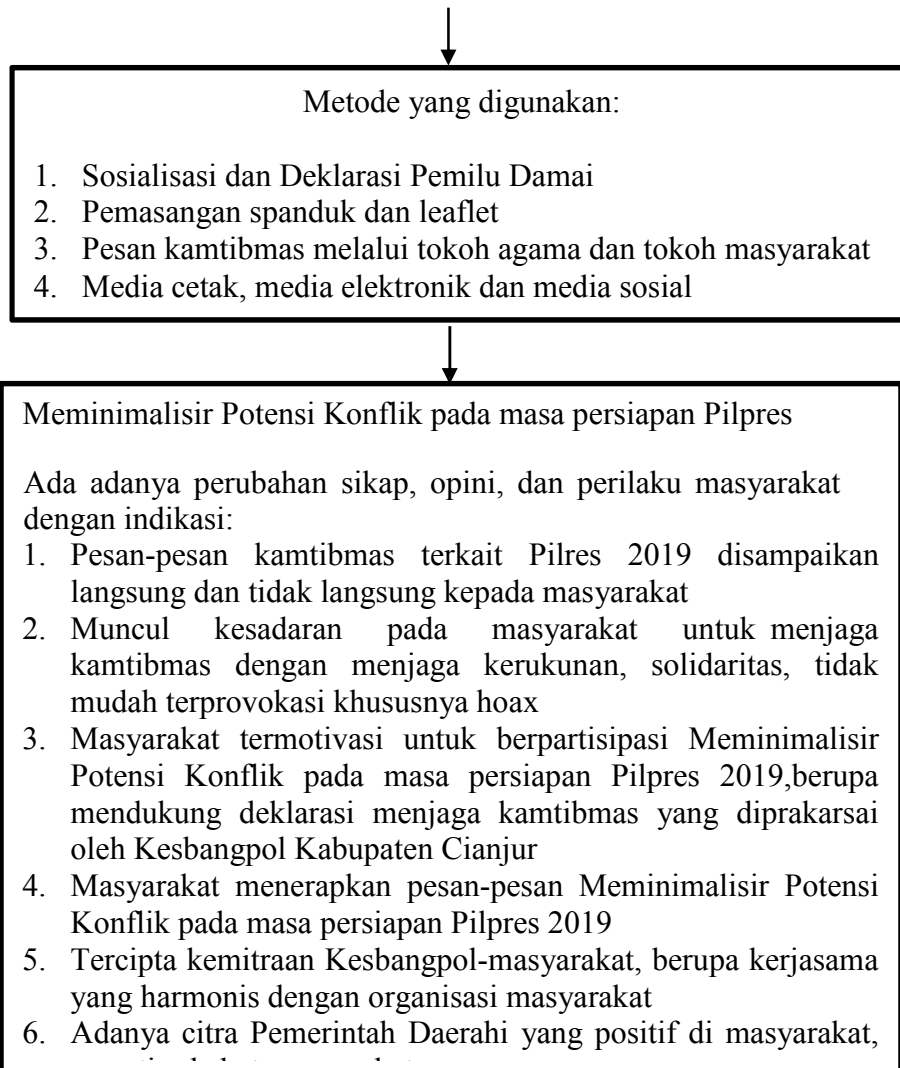 Metode yang digunakan:
1. Sosialisasi dan Deklarasi Pemilu Damai
2. Pemasangan spanduk dan leaflet
3. Pesan kamtibmas melalui tokoh agama dan tokoh masyarakat
4. Media cetak, media elektronik dan media sosial
Meminimalisir Potensi Konflik pada masa persiapan Pilpres
Ada adanya perubahan sikap, opini, dan perilaku masyarakat
dengan indikasi:
1. Pesan-pesan kamtibmas terkait Pilres 2019 disampaikan
langsung dan tidak langsung kepada masyarakat
2. Muncul kesadaran pada masyarakat untuk menjaga
kamtibmas dengan menjaga kerukunan, solidaritas, tidak
mudah terprovokasi khususnya hoax
3. Masyarakat termotivasi untuk berpartisipasi Meminimalisir
Potensi Konflik pada masa persiapan Pilpres 2019,berupa
mendukung deklarasi menjaga kamtibmas yang diprakarsai
oleh Kesbangpol Kabupaten Cianjur
4. Masyarakat menerapkan pesan-pesan Meminimalisir Potensi
Konflik pada masa persiapan Pilpres 2019
5. Tercipta kemitraan Kesbangpol-masyarakat, berupa kerjasama
yang harmonis dengan organisasi masyarakat
6. Adanya citra Pemerintah Daerahi yang positif di masyarakat,